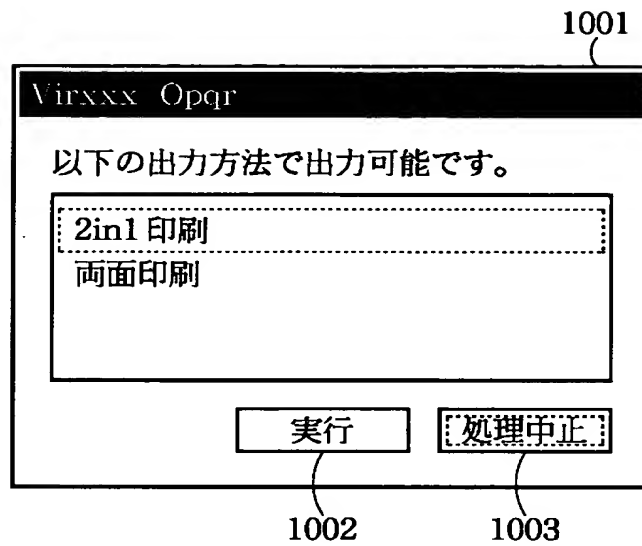 1001
Virxxx Opqr
以下の出力方法で出力可能です。
2in1 印刷
両面印刷
実行
処理中止
1002
1003